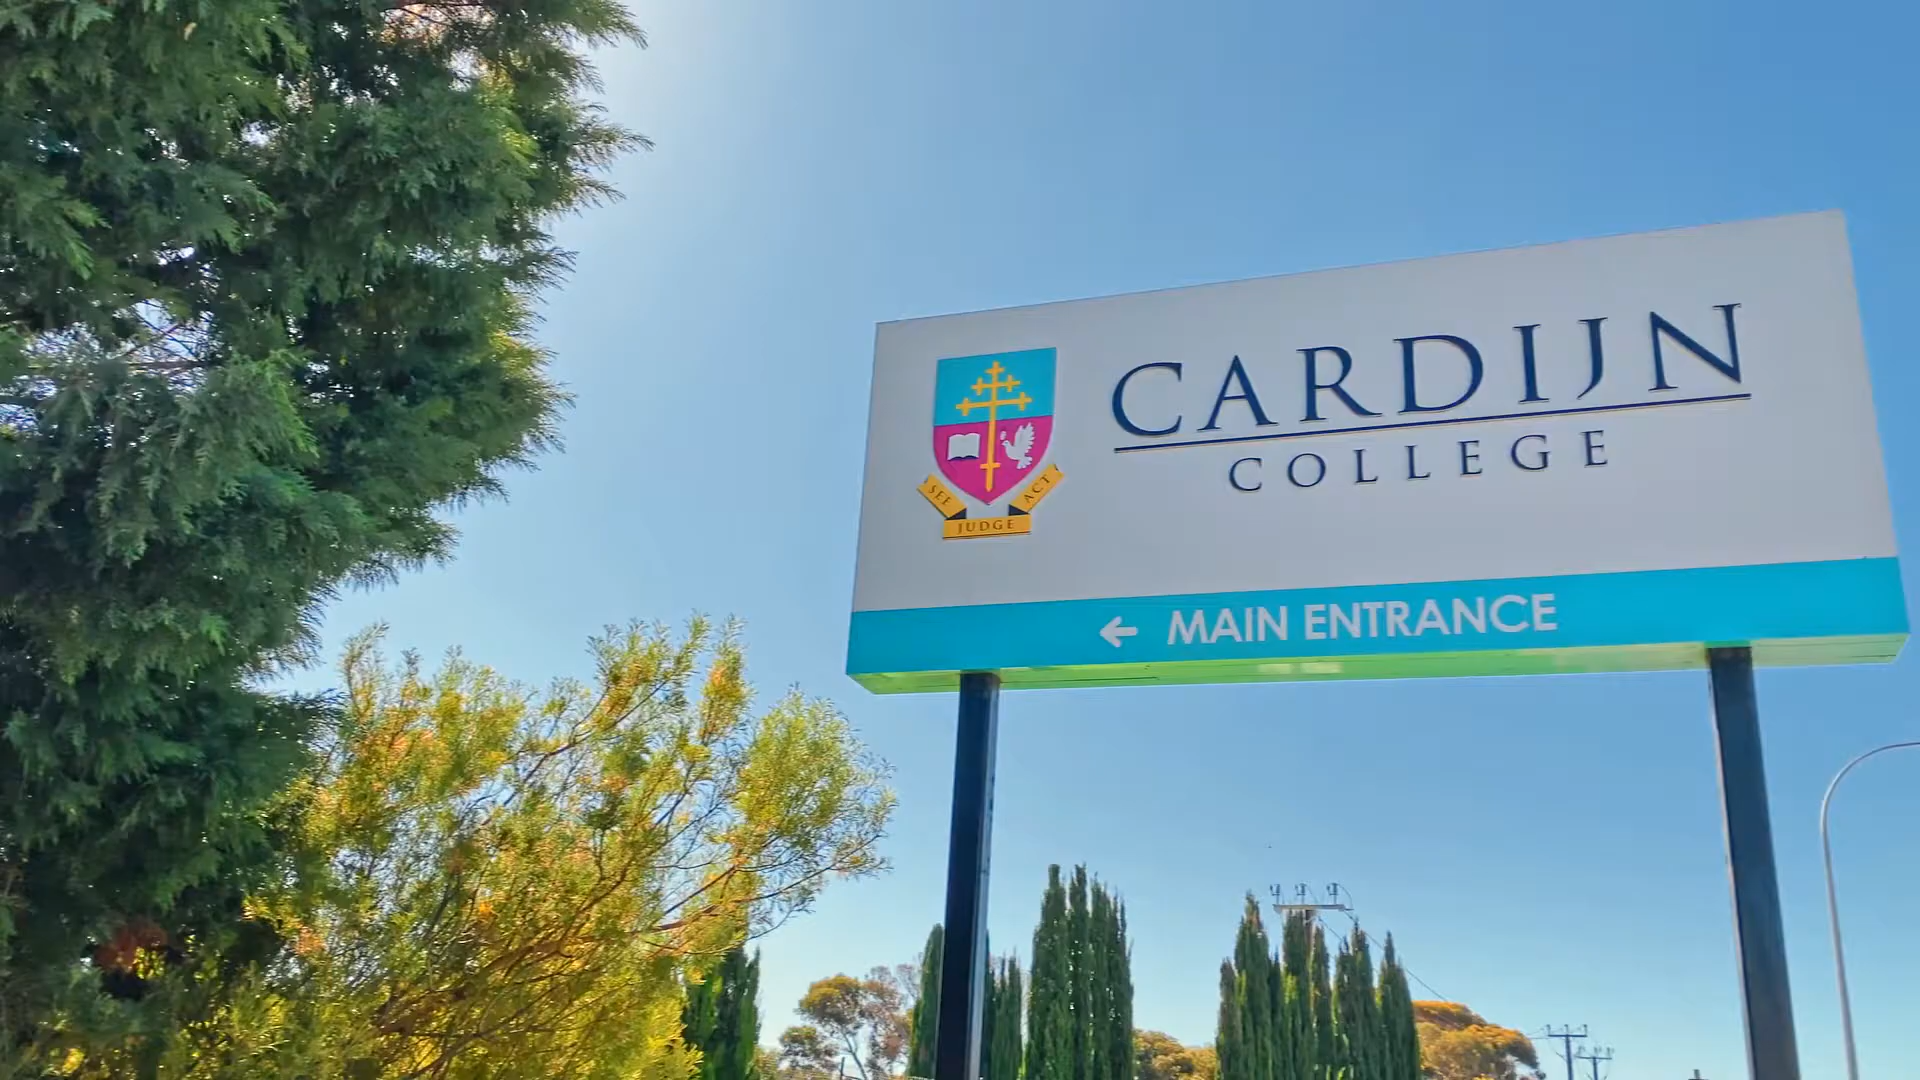 CARDIJN
COLLEGE
SEE
JUDGE
ACT
← MAIN ENTRANCE